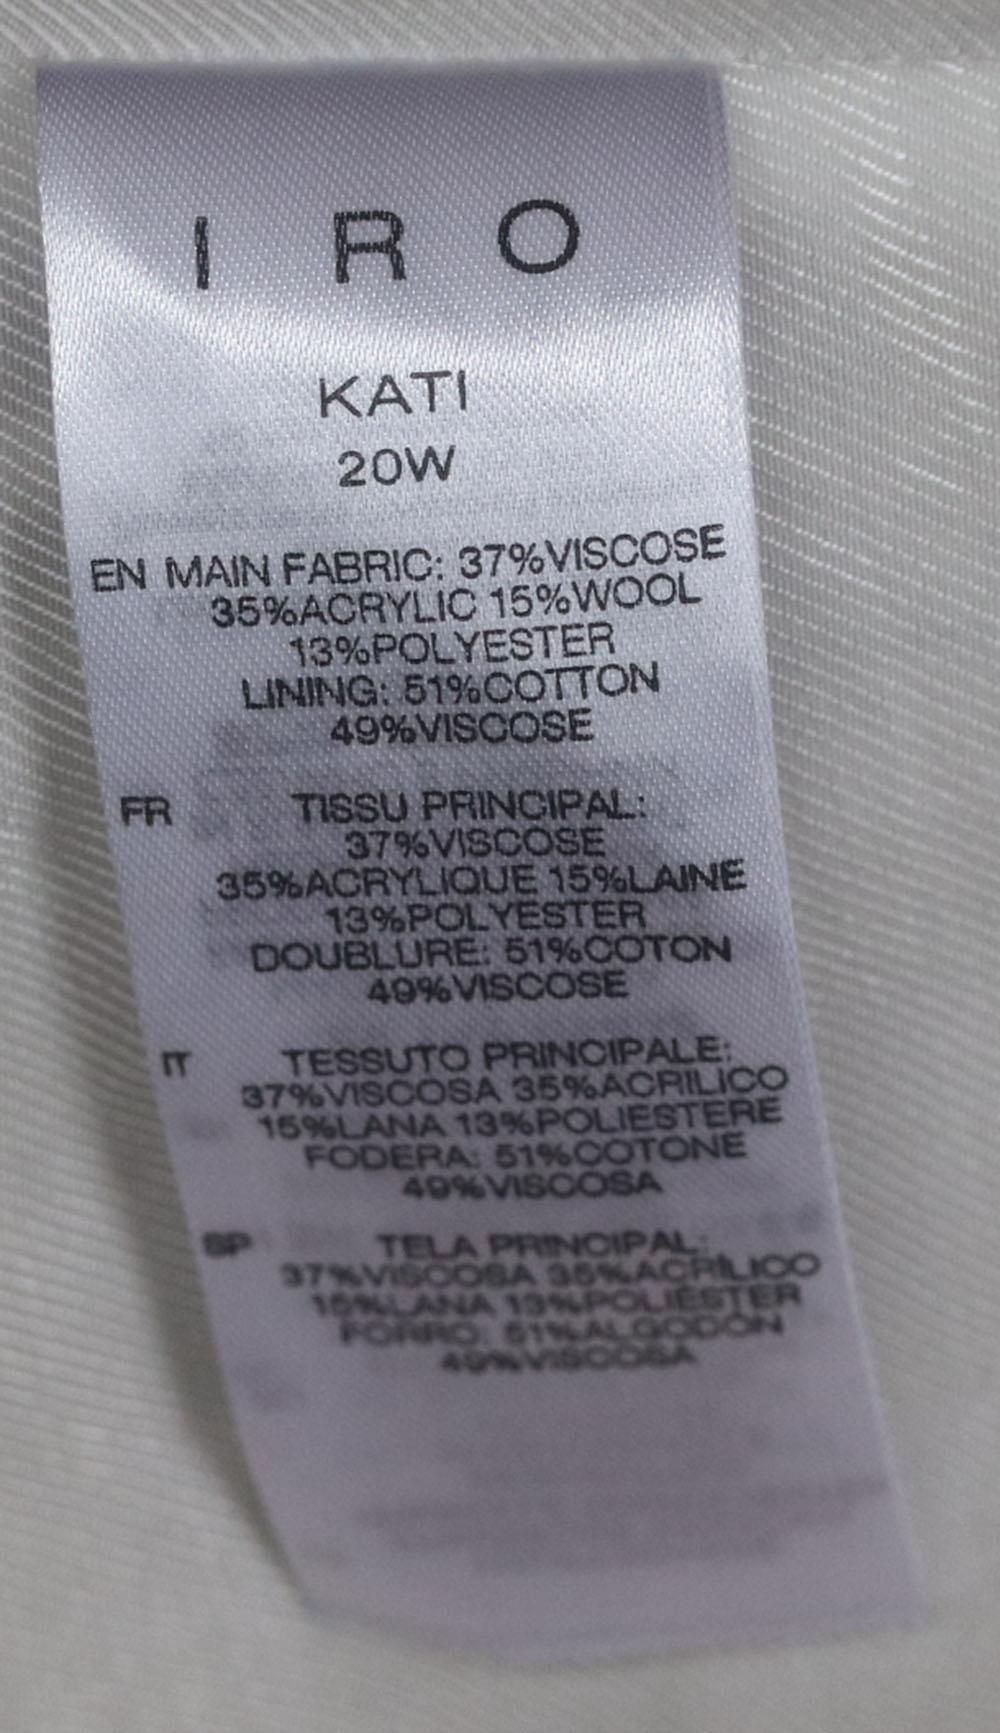 I R O
KATI
20W
EN MAIN FABRIC: 37%VISCOSE
35%ACRYLIC 15%WOOL
13%POLYESTER
LINING: 51%COTTON
49%VISCOSE
FR TISSU PRINCIPAL:
37%VISCOSE
35%ACRYLIQUE 15%LAINE
13%POLYESTER
DOUBLURE: 51%COTON
49%VISCOSE
IT TESSUTO PRINCIPALE:
37%VISCOSA 35%ACRILICO
15%LANA 13%POLIESTERE
FODERA: 51%COTONE
49%VISCOSA
SP TELA PRINCIPAL:
37%VISCOSA 35%ACRÍLICO
15%LANA 13%POLIÉSTER
FORRO: 51%ALGODÓN
49%VISCOSA